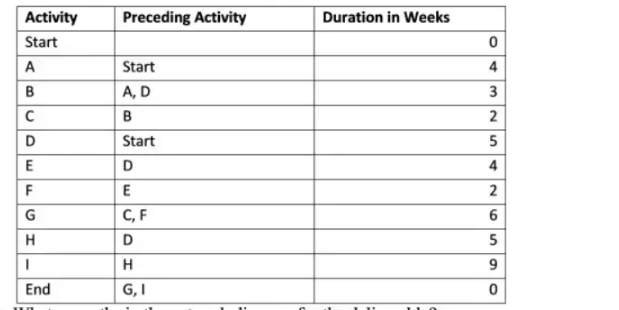 Activity Preceding Activity Duration in Weeks
Start 0
A Start 4
B A, D 3
C B 2
D Start 5
E D 4
F E 2
G C, F 6
H D 5
I H 9
End G, I 0